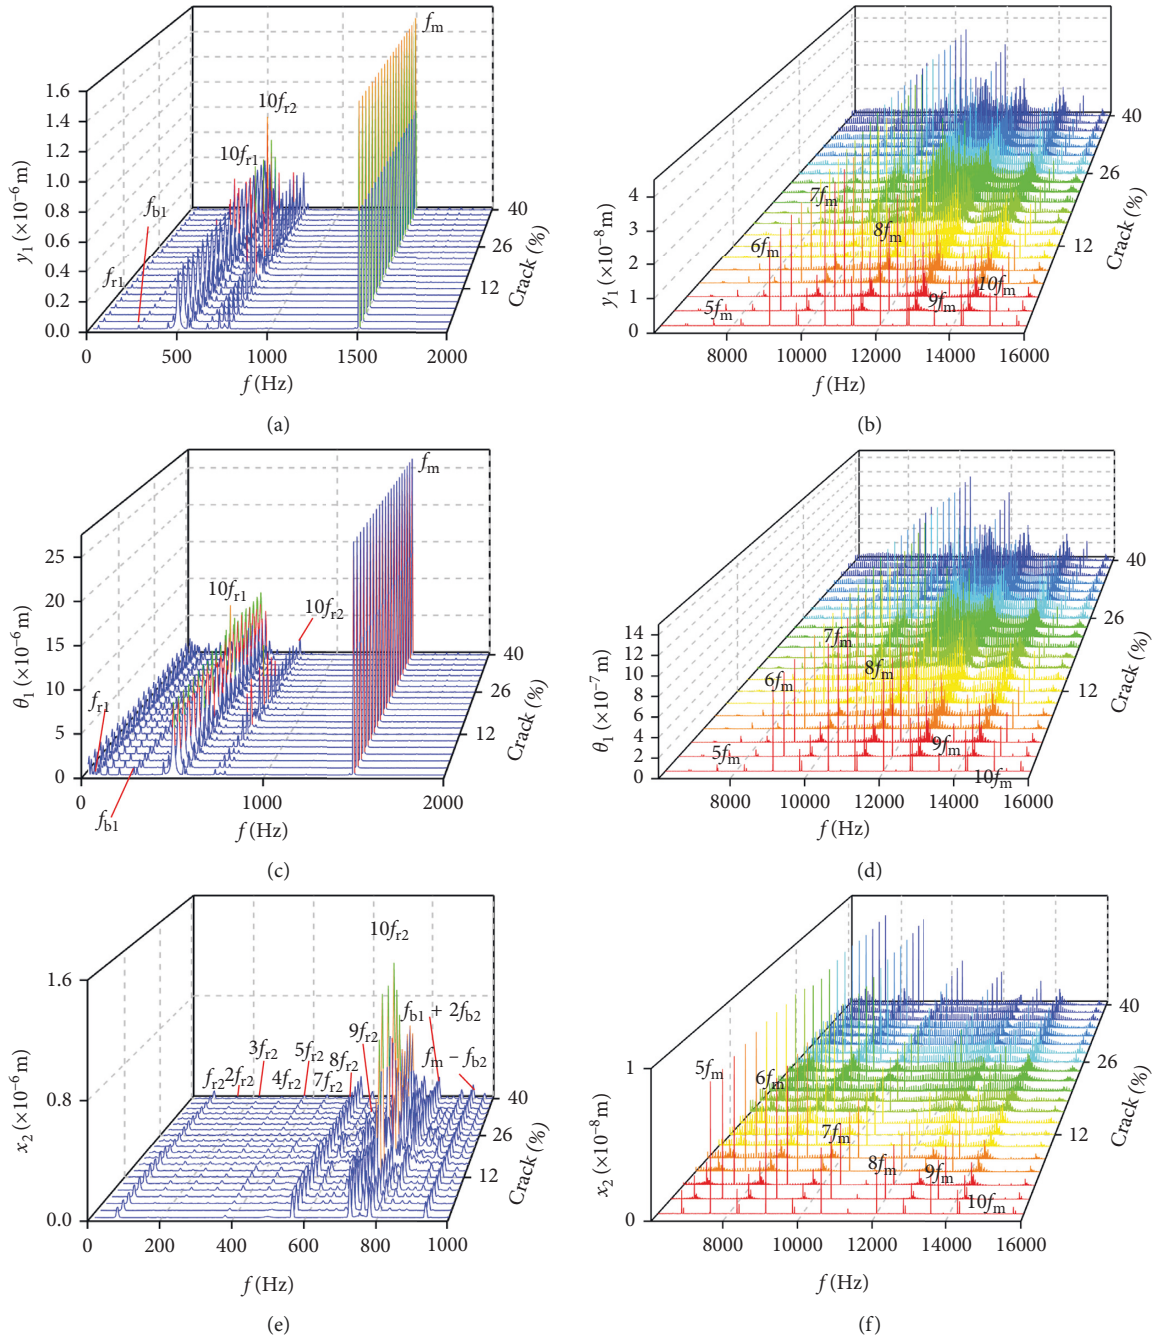 f_m
10f_r2
10f_r1
f_b1
f_r1
y_1 (×10⁻⁶ m)
1.6
1.4
1.2
1.0
0.8
0.6
0.4
0.2
0.0
0 500 1000 1500 2000
f (Hz)
40
26
12
Crack (%)
(a)
y_1 (×10⁻⁸ m)
4
3
2
1
0
7f_m
8f_m
6f_m
10f_m
5f_m
9f_m
8000 10000 12000 14000 16000
f (Hz)
40
26
12
Crack (%)
(b)
f_m
10f_r1
10f_r2
f_r1
f_b1
θ_1 (×10⁻⁶ m)
25
20
15
10
5
0
0 1000 2000
f (Hz)
40
26
12
Crack (%)
(c)
θ_1 (×10⁻⁷ m)
14
12
10
8
6
4
2
0
7f_m
8f_m
6f_m
9f_m
5f_m
10f_m
8000 10000 12000 14000 16000
f (Hz)
40
26
12
Crack (%)
(d)
10f_r2
f_b1 + 2f_b2
9f_r2
3f_r2
5f_r2
8f_r2
f_m − f_b2
f_r2
2f_r2
4f_r2
7f_r2
x_2 (×10⁻⁶ m)
1.6
0.8
0.0
0 200 400 600 800 1000
f (Hz)
40
26
12
Crack (%)
(e)
x_2 (×10⁻⁸ m)
1
0
5f_m
6f_m
7f_m
8f_m
9f_m
10f_m
8000 10000 12000 14000 16000
f (Hz)
40
26
12
Crack (%)
(f)